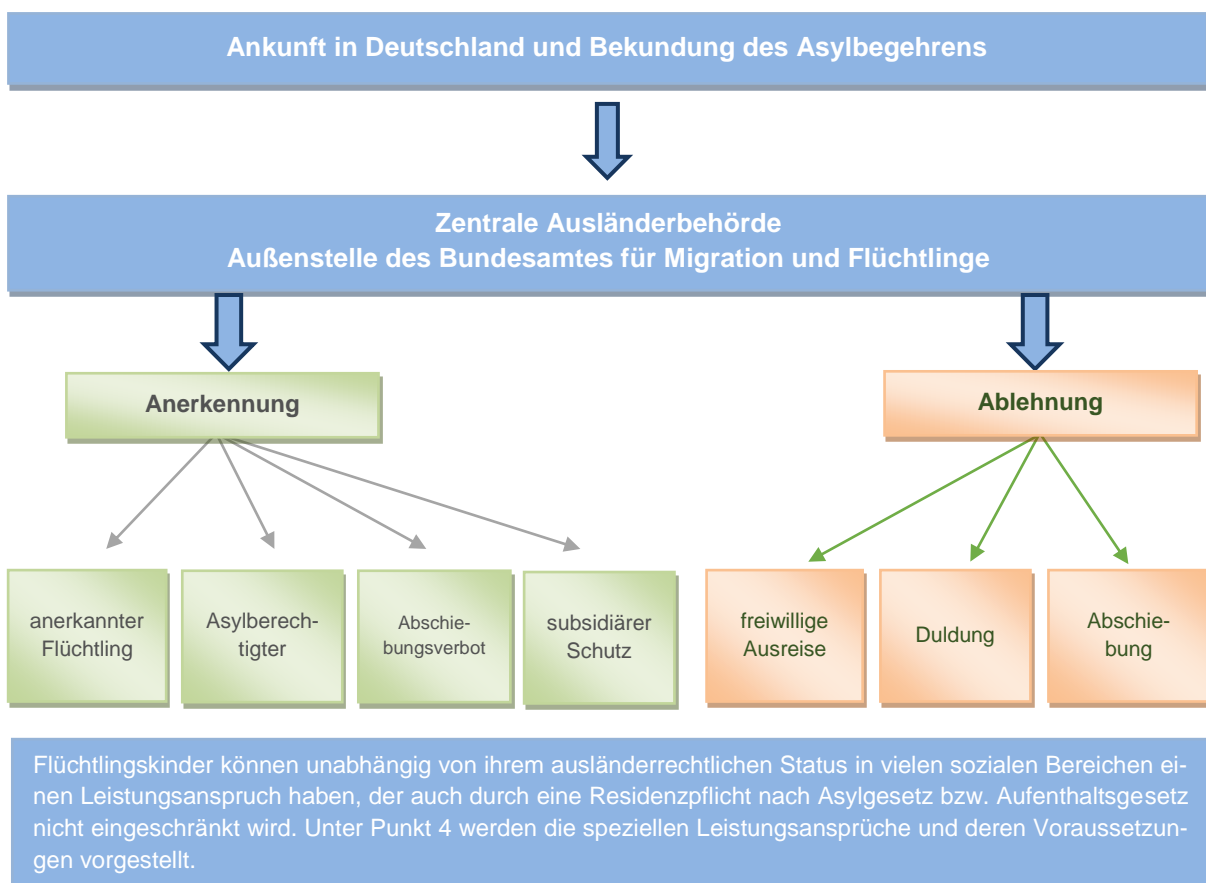 Ankunft in Deutschland und Bekundung des Asylbegehrens
Zentrale Ausländerbehörde
Außenstelle des Bundesamtes für Migration und Flüchtlinge
Anerkennung
Ablehnung
anerkannter
Flüchtling
Asylberech-
tigter
Abschie-
bungsverbot
subsidiärer
Schutz
freiwillige
Ausreise
Duldung
Abschie-
bung
Flüchtlingskinder können unabhängig von ihrem ausländerrechtlichen Status in vielen sozialen Bereichen ei-
nen Leistungsanspruch haben, der auch durch eine Residenzpflicht nach Asylgesetz bzw. Aufenthaltsgesetz
nicht eingeschränkt wird. Unter Punkt 4 werden die speziellen Leistungsansprüche und deren Voraussetzun-
gen vorgestellt.